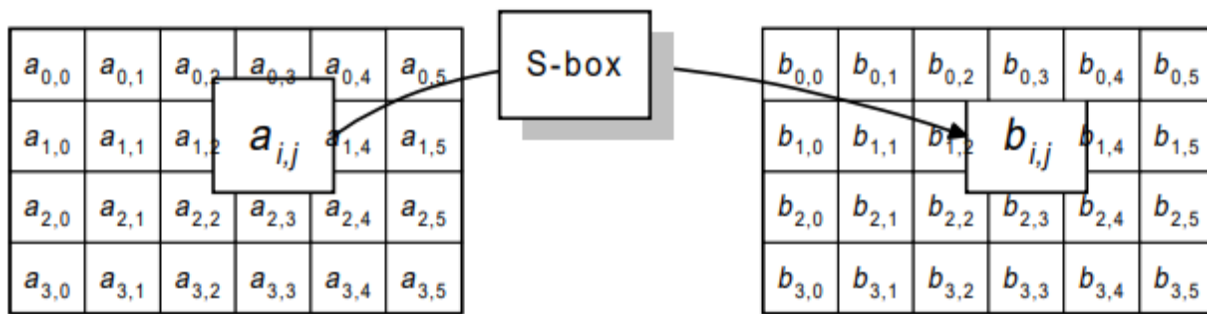 S-box
a0,0 a0,1 a0,2 a0,3 a0,4 a0,5
a1,0 a1,1 a1,2 ai,j a1,4 a1,5
a2,0 a2,1 a2,2 a2,3 a2,4 a2,5
a3,0 a3,1 a3,2 a3,3 a3,4 a3,5
b0,0 b0,1 b0,2 b0,3 b0,4 b0,5
b1,0 b1,1 b1,2 bi,j b1,4 b1,5
b2,0 b2,1 b2,2 b2,3 b2,4 b2,5
b3,0 b3,1 b3,2 b3,3 b3,4 b3,5